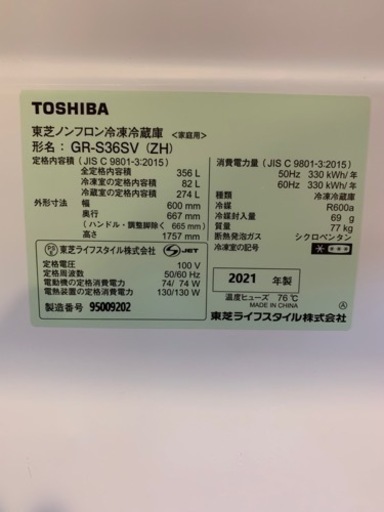 TOSHIBA
東芝ノンフロン冷凍冷蔵庫 <家庭用>
形名： GR-S36SV (ZH)
定格内容積 ( JIS C 9801-3:2015 )
全定格内容積 356 L
冷凍室の定格内容積 82 L
冷蔵室の定格内容積 274 L
外形寸法 幅 600 mm
奥行 667 mm
( ハンドル・調整脚除く 665 mm )
高さ 1757 mm
消費電力量 ( JIS C 9801-3:2015 )
50Hz 330 kWh/ 年
60Hz 330 kWh/ 年
種類 冷凍冷蔵庫
冷媒 R600a
冷媒封入量 69 g
質量 77 kg
断熱発泡ガス シクロペンタン
冷凍室の記号
PS E 東芝ライフスタイル株式会社 S-JET
定格電圧 100 V
定格周波数 50/60 Hz
電動機の定格消費電力 74/ 74 W
電熱装置の定格消費電力 130/130 W
製造番号 95009202
2021 年製
温度ヒューズ 76℃
MADE IN CHINA
A
東芝ライフスタイル株式会社